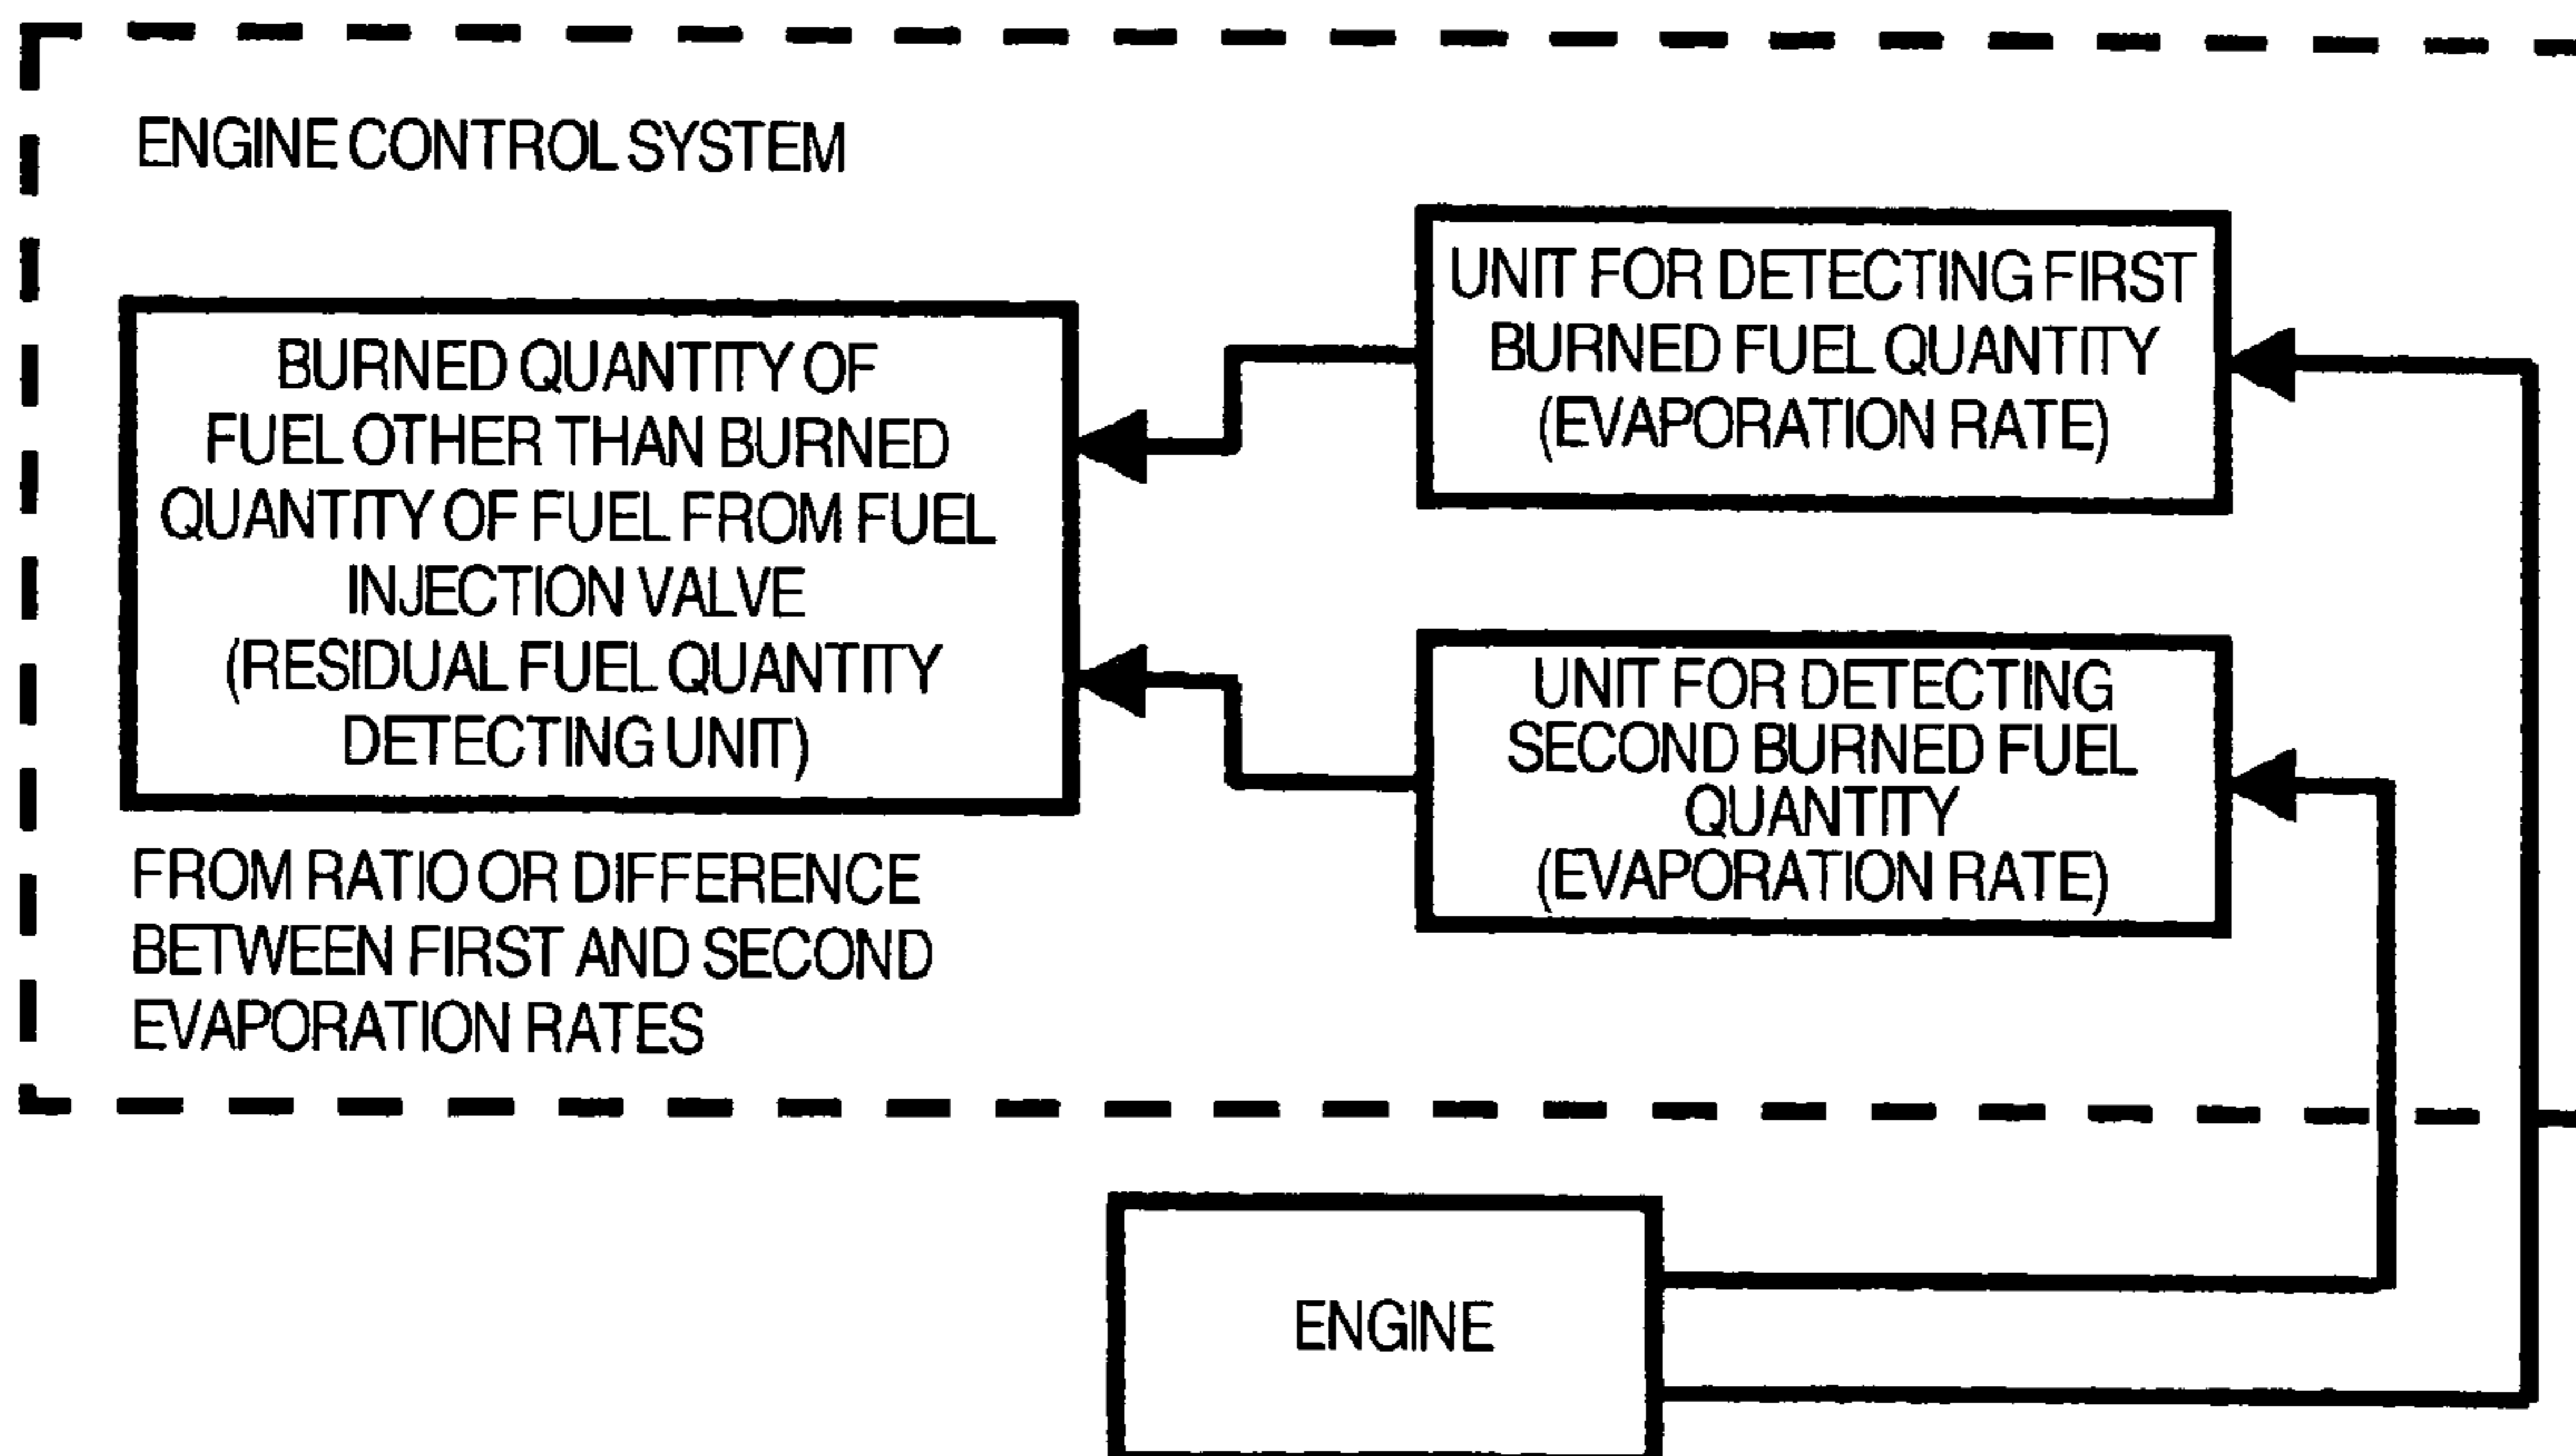 ENGINE CONTROL SYSTEM
UNIT FOR DETECTING FIRST
BURNED FUEL QUANTITY
(EVAPORATION RATE)
BURNED QUANTITY OF
FUEL OTHER THAN BURNED
QUANTITY OF FUEL FROM FUEL
INJECTION VALVE
(RESIDUAL FUEL QUANTITY
DETECTING UNIT)
UNIT FOR DETECTING
SECOND BURNED FUEL
QUANTITY
(EVAPORATION RATE)
FROM RATIO OR DIFFERENCE
BETWEEN FIRST AND SECOND
EVAPORATION RATES
ENGINE